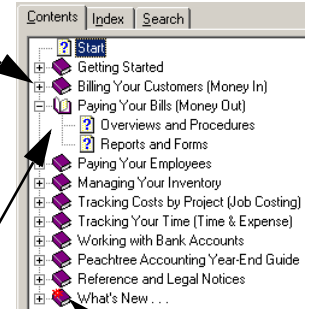 Contents Index Search
Start
Getting Started
Billing Your Customers (Money In)
Paying Your Bills (Money Out)
Overviews and Procedures
Reports and Forms
Paying Your Employees
Managing Your Inventory
Tracking Costs by Project (Job Costing)
Tracking Your Time (Time & Expense)
Working with Bank Accounts
Peachtree Accounting Year-End Guide
Reference and Legal Notices
What's New . . .